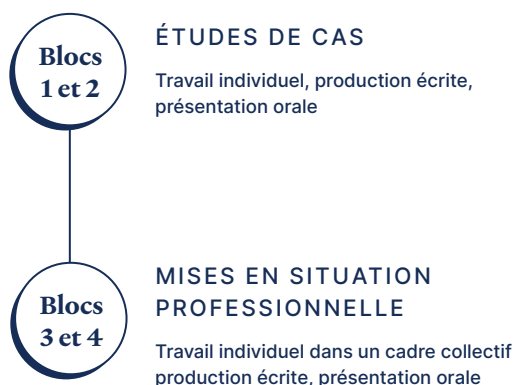 Blocs
1 et 2
ÉTUDES DE CAS
Travail individuel, production écrite,
présentation orale
Blocs
3 et 4
MISES EN SITUATION
PROFESSIONNELLE
Travail individuel dans un cadre collectif
production écrite, présentation orale